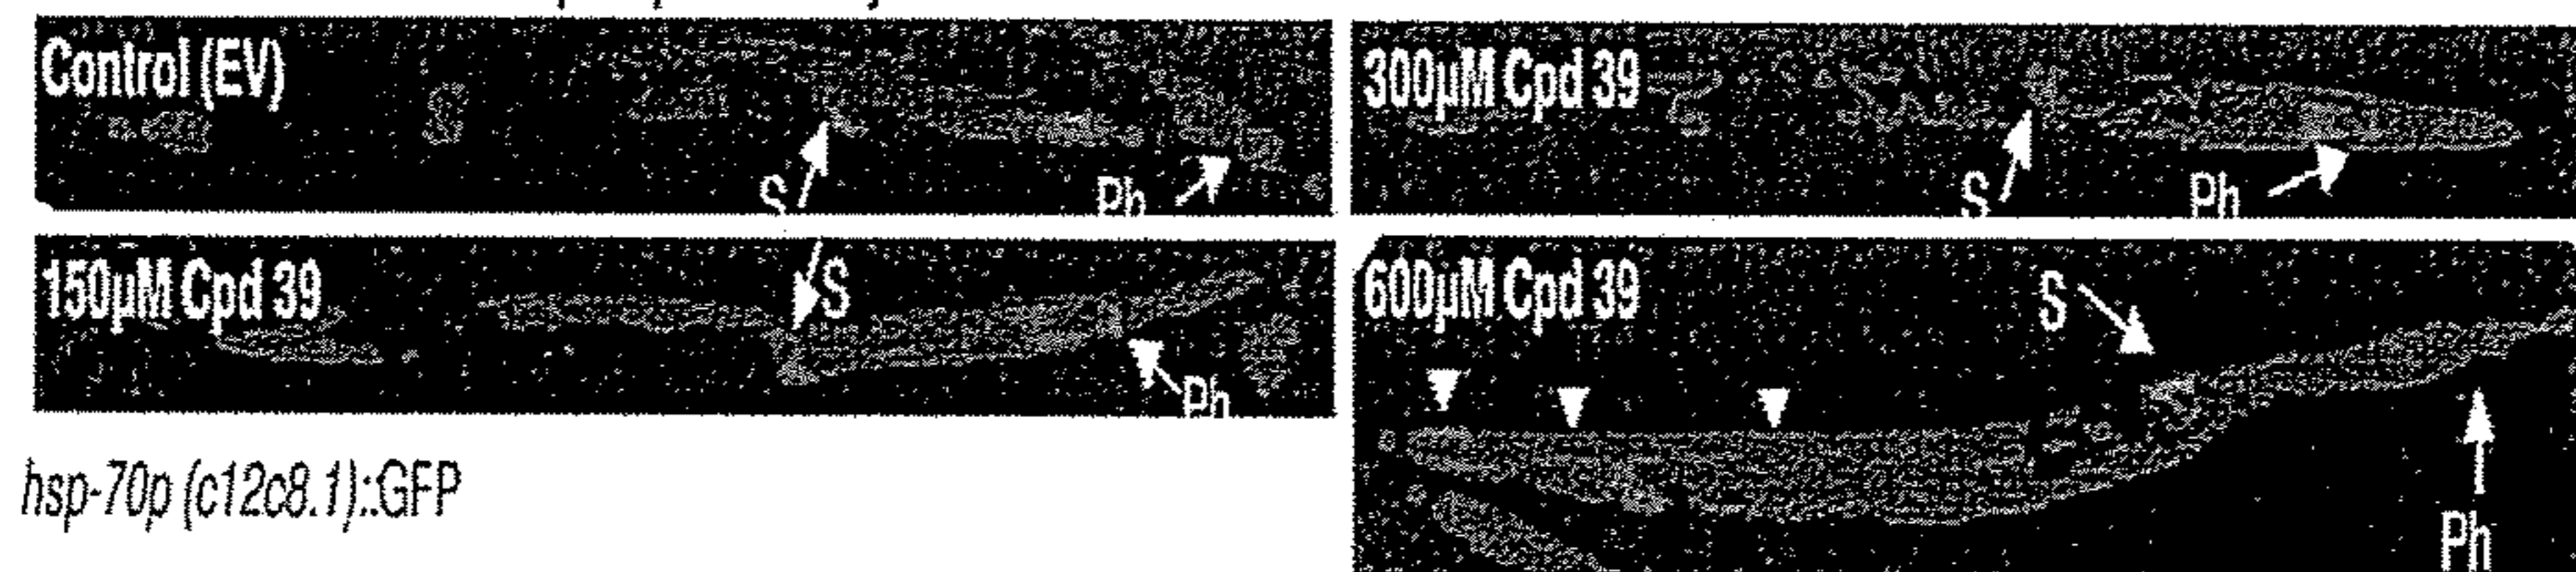 Control (EV)
S
Ph
300µM Cpd 39
S
Ph
150µM Cpd 39
S
Ph
600µM Cpd 39
S
Ph
hsp-70p (c12c8.1)::GFP